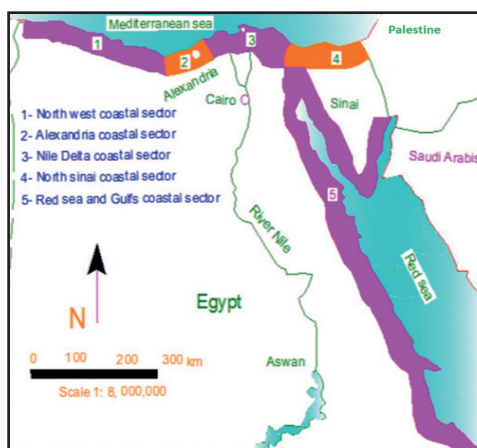 Mediterranean sea
Palestine
1
2
3
4
Alexandria
Cairo
Sinai
1- North west coastal sector
2- Alexandria coastal sector
3- Nile Delta coastal sector
4- North sinai coastal sector
5- Red sea and Gulfs coastal sector
Saudi Arabis
5
River Nile
Red sea
N
Egypt
0 100 200 300 km
Scale 1: 8, 000,000
Aswan